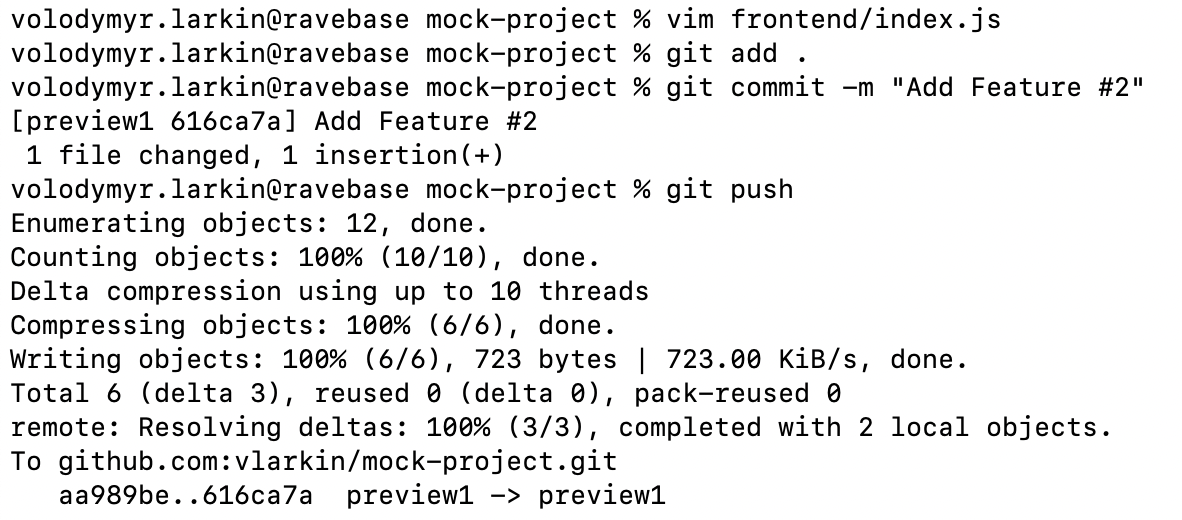 volodymyr.larkin@ravebase mock-project % vim frontend/index.js
volodymyr.larkin@ravebase mock-project % git add .
volodymyr.larkin@ravebase mock-project % git commit -m "Add Feature #2"
[preview1 616ca7a] Add Feature #2
 1 file changed, 1 insertion(+)
volodymyr.larkin@ravebase mock-project % git push
Enumerating objects: 12, done.
Counting objects: 100% (10/10), done.
Delta compression using up to 10 threads
Compressing objects: 100% (6/6), done.
Writing objects: 100% (6/6), 723 bytes | 723.00 KiB/s, done.
Total 6 (delta 3), reused 0 (delta 0), pack-reused 0
remote: Resolving deltas: 100% (3/3), completed with 2 local objects.
To github.com:vlarkin/mock-project.git
   aa989be..616ca7a  preview1 -> preview1